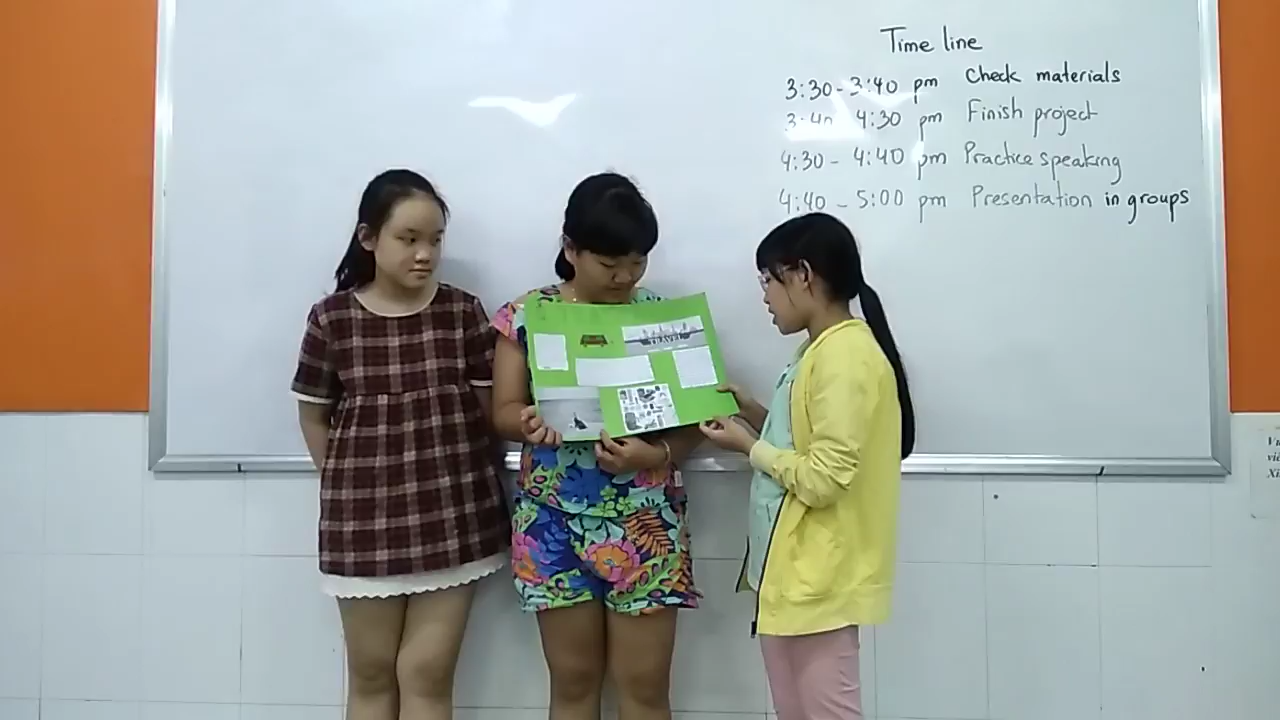 Time line
3:30 - 3:40 pm Check materials
3:40 4:30 pm Finish project
4:30 - 4:40 pm Practice speaking
4:40 - 5:00 pm Presentation in groups
TRAVEL